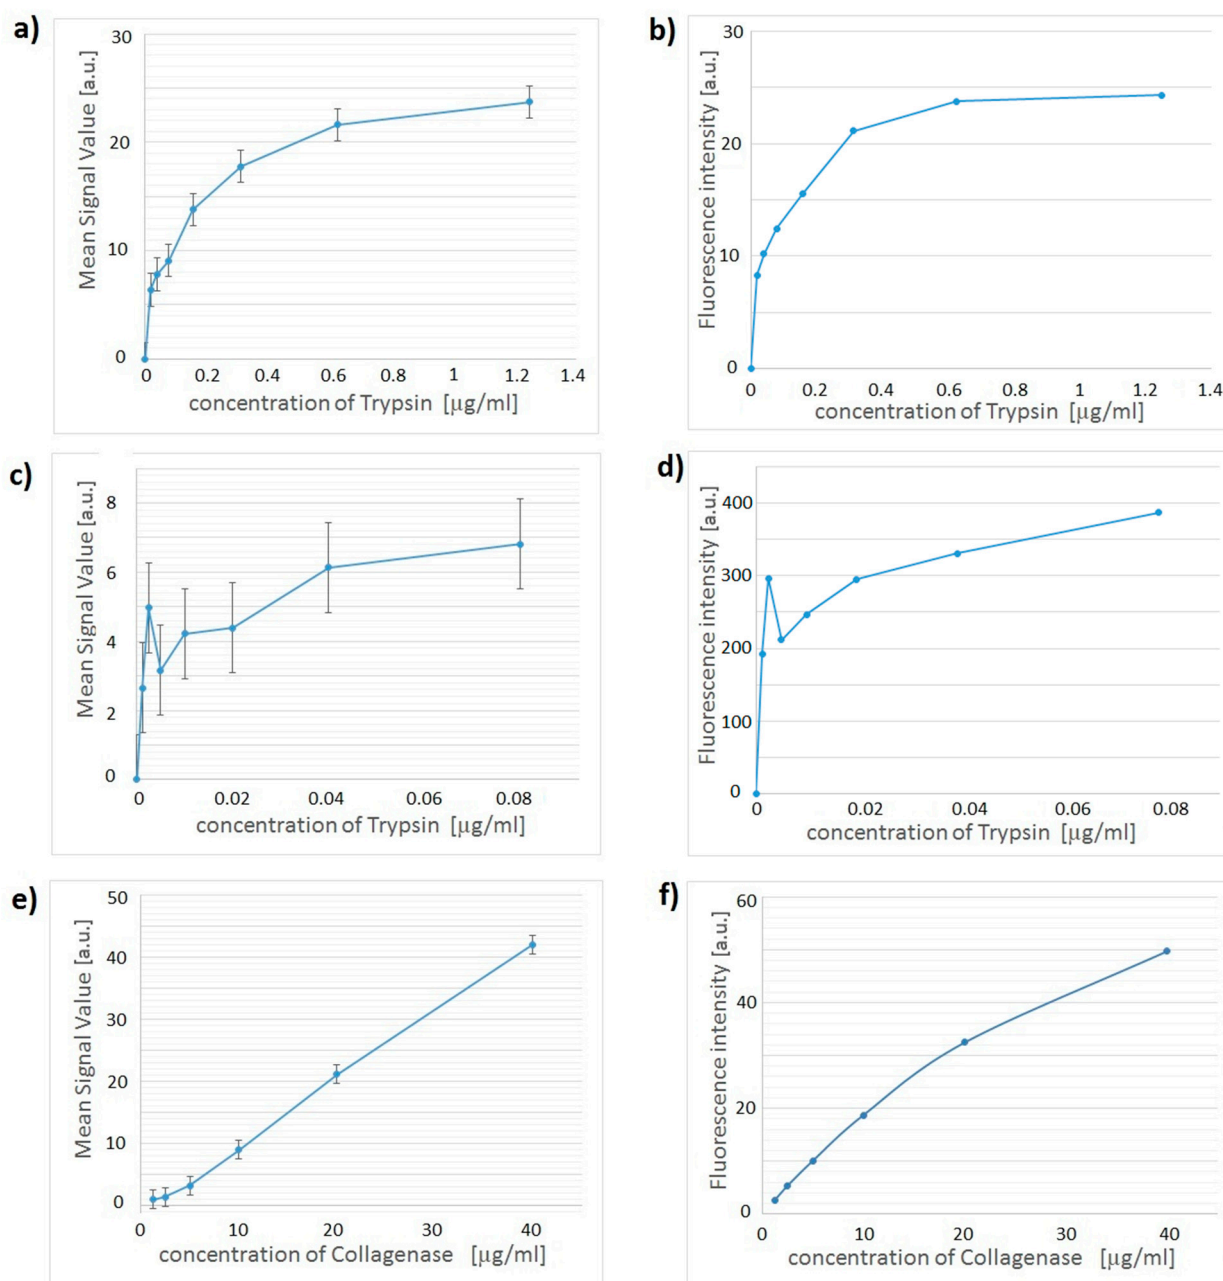 a)
Mean Signal Value [a.u.]
30
20
10
0
0 0.2 0.4 0.6 0.8 1 1.2 1.4
concentration of Trypsin [μg/ml]
b)
Fluorescence intensity [a.u.]
30
20
10
0
0 0.2 0.4 0.6 0.8 1 1.2 1.4
concentration of Trypsin [μg/ml]
c)
Mean Signal Value [a.u.]
8
6
4
2
0
0 0.02 0.04 0.06 0.08
concentration of Trypsin [μg/ml]
d)
Fluorescence intensity [a.u.]
400
300
200
100
0
0 0.02 0.04 0.06 0.08
concentration of Trypsin [μg/ml]
e)
Mean Signal Value [a.u.]
50
40
30
20
10
0
0 10 20 30 40
concentration of Collagenase [μg/ml]
f)
Fluorescence intensity [a.u.]
60
40
20
0
0 10 20 30 40
concentration of Collagenase [μg/ml]